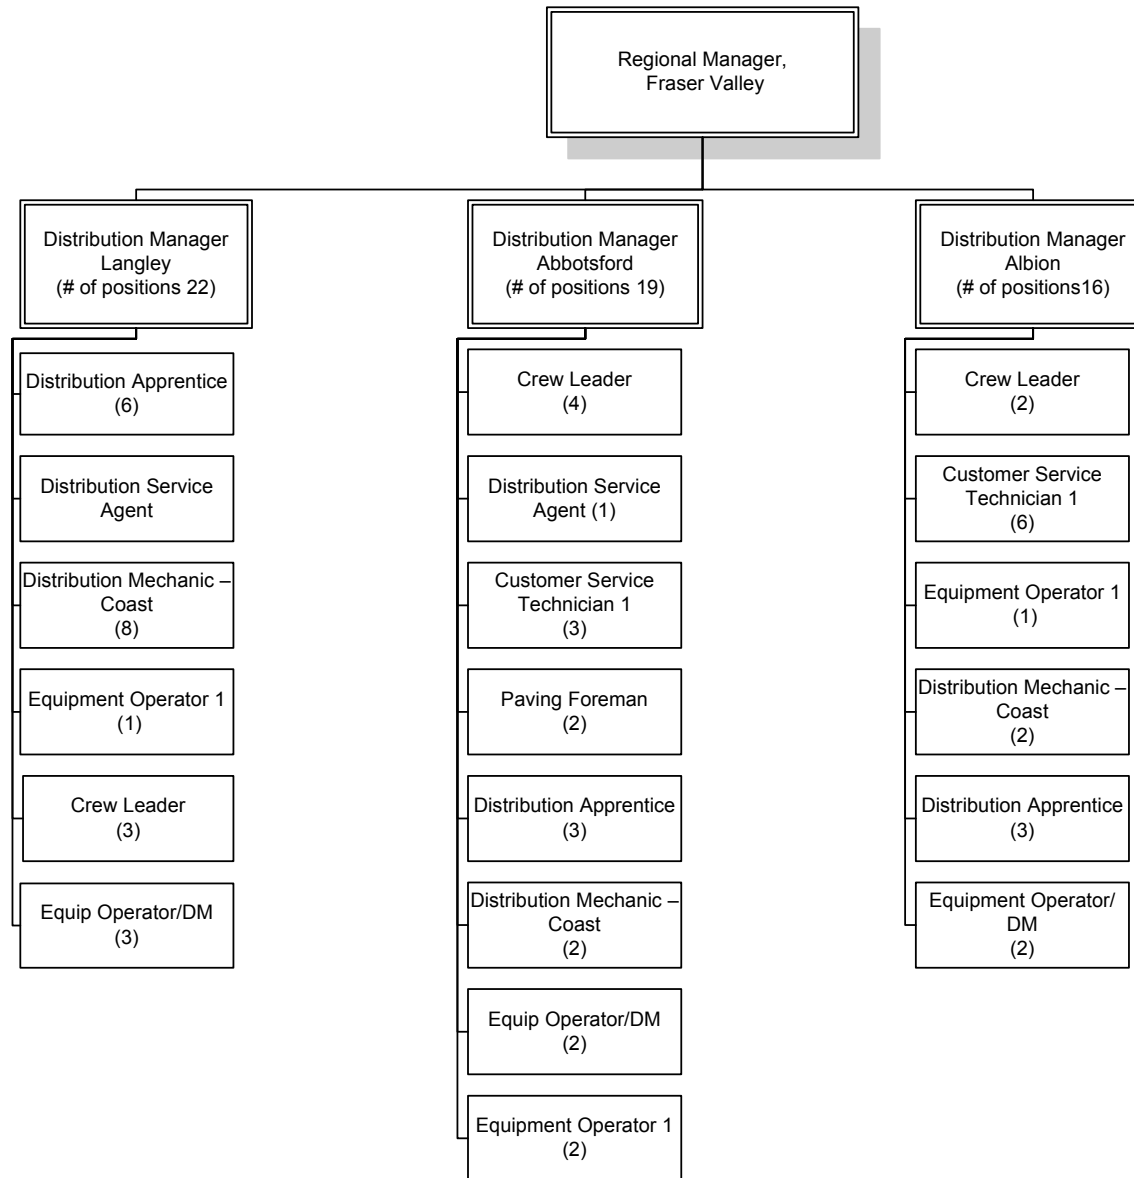 Regional Manager,
Fraser Valley
Distribution Manager
Langley
(# of positions 22)
Distribution Manager
Abbotsford
(# of positions 19)
Distribution Manager
Albion
(# of positions16)
Distribution Apprentice
(6)
Distribution Service
Agent
Distribution Mechanic –
Coast
(8)
Equipment Operator 1
(1)
Crew Leader
(3)
Equip Operator/DM
(3)
Crew Leader
(4)
Distribution Service
Agent (1)
Customer Service
Technician 1
(3)
Paving Foreman
(2)
Distribution Apprentice
(3)
Distribution Mechanic –
Coast
(2)
Equip Operator/DM
(2)
Equipment Operator 1
(2)
Crew Leader
(2)
Customer Service
Technician 1
(6)
Equipment Operator 1
(1)
Distribution Mechanic –
Coast
(2)
Distribution Apprentice
(3)
Equipment Operator/
DM
(2)